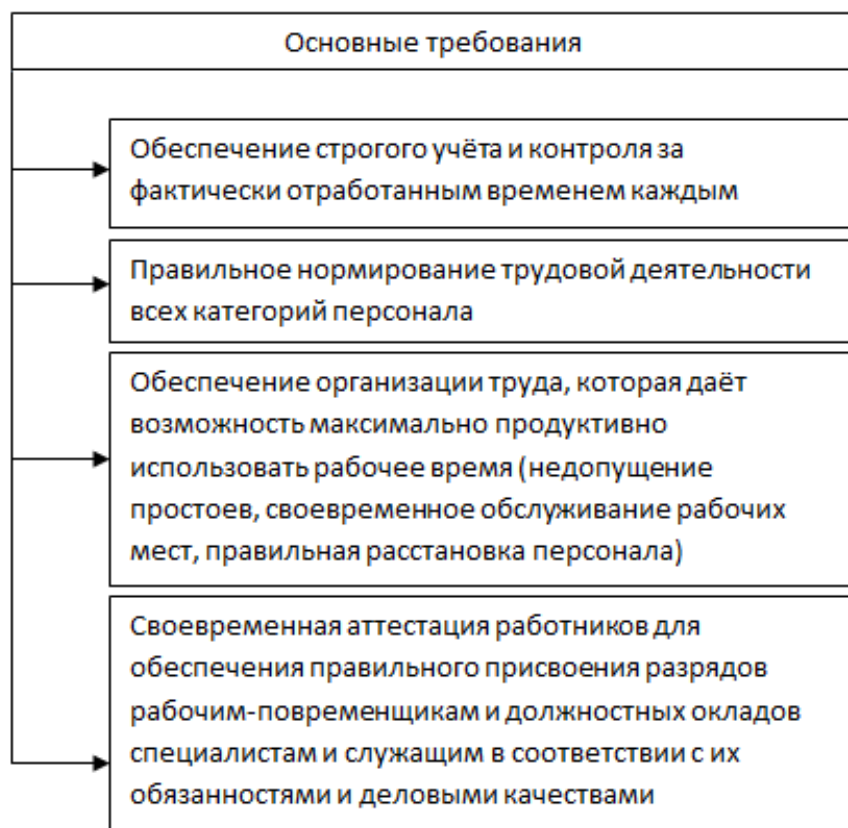 Основные требования
Обеспечение строгого учёта и контроля за
фактически отработанным временем каждым
Правильное нормирование трудовой деятельности
всех категорий персонала
Обеспечение организации труда, которая даёт
возможность максимально продуктивно
использовать рабочее время (недопущение
простоев, своевременное обслуживание рабочих
мест, правильная расстановка персонала)
Своевременная аттестация работников для
обеспечения правильного присвоения разрядов
рабочим-повременщикам и должностных окладов
специалистам и служащим в соответствии с их
обязанностями и деловыми качествами